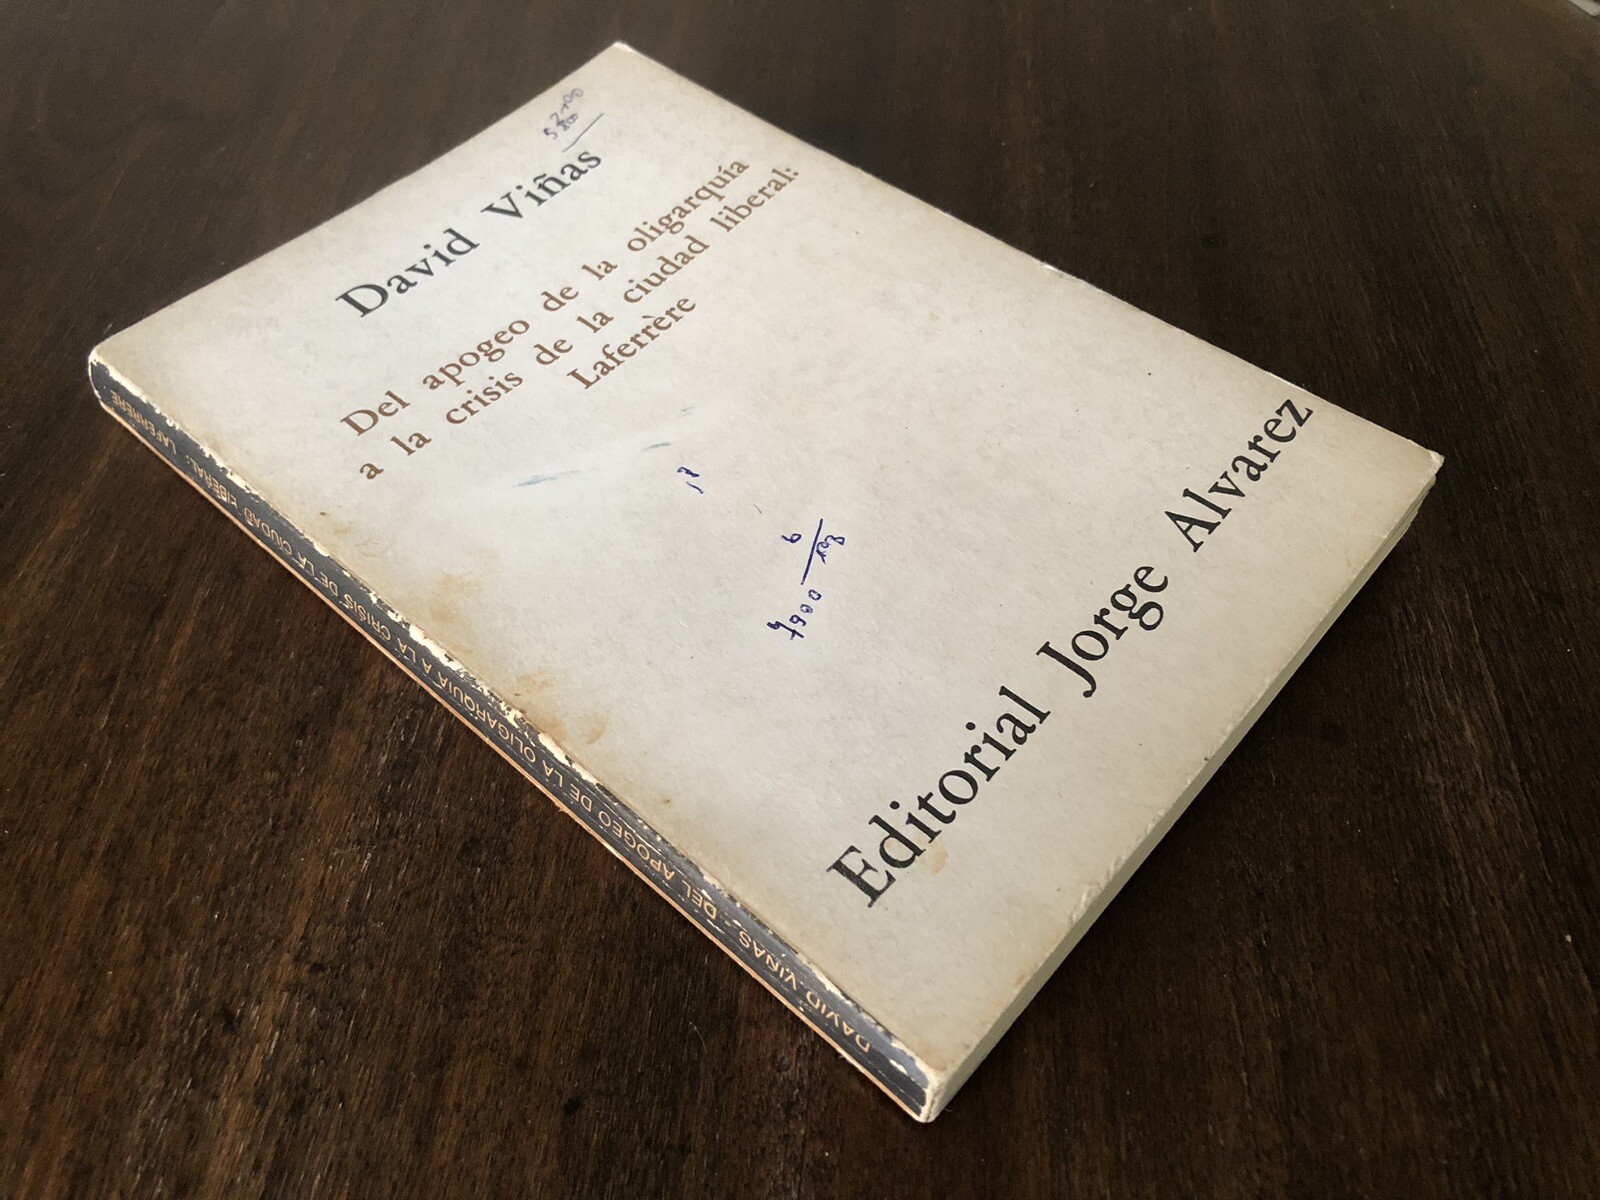 David Viñas
Del apogeo de la oligarquía
a la crisis de la ciudad liberal:
Laferrère
Editorial Jorge Alvarez
DAVID VIÑAS - DEL APOGEO DE LA OLIGARQUIA A LA CRISIS DE LA CIUDAD LIBERAL: LAFERRERE